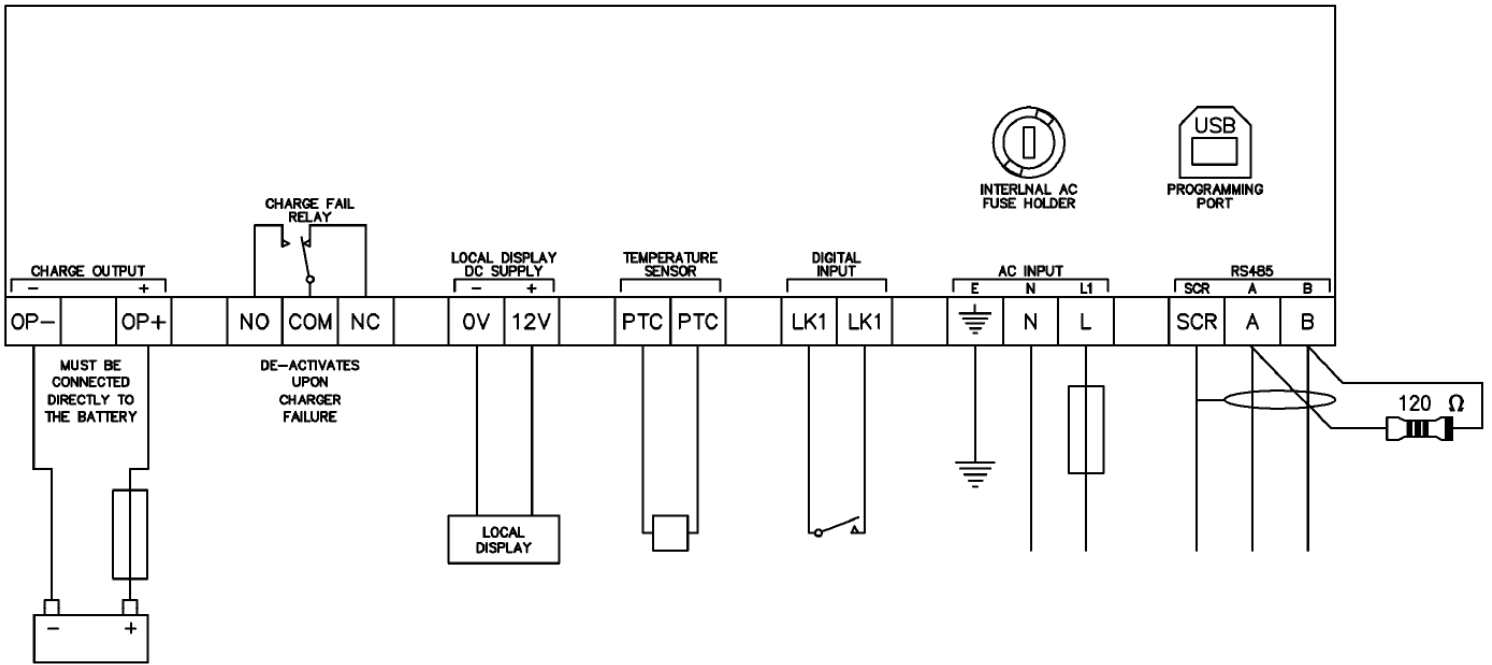 USB
INTERLNAL AC
FUSE HOLDER
PROGRAMMING
PORT
CHARGE FAIL
RELAY
CHARGE OUTPUT
- +
LOCAL DISPLAY
DC SUPPLY
- +
TEMPERATURE
SENSOR
DIGITAL
INPUT
AC INPUT
E N L1
RS485
SCR A B
OP- OP+ NO COM NC 0V 12V PTC PTC LK1 LK1 N L SCR A B
MUST BE
CONNECTED
DIRECTLY TO
THE BATTERY
DE-ACTIVATES
UPON
CHARGER
FAILURE
120 Ω
LOCAL
DISPLAY
- +